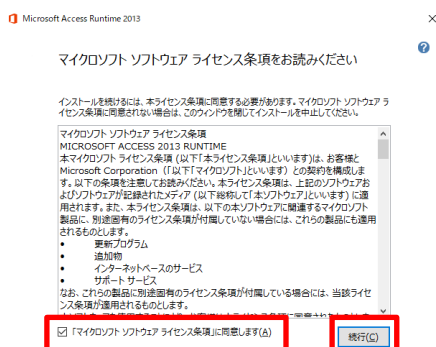 Microsoft Access Runtime 2013
マイクロソフト ソフトウェア ライセンス条項をお読みください
インストールを続けるには、本ライセンス条項に同意する必要があります。マイクロソフト ソフトウェア ラ
イセンス条項に同意されない場合は、このウィンドウを閉じてインストールを中止してください。
マイクロソフト ソフトウェア ライセンス条項
MICROSOFT ACCESS 2013 RUNTIME
本マイクロソフト ライセンス条項 (以下「本ライセンス条項」といいます)は、お客様と
Microsoft Corporation (以下「マイクロソフト」といいます) との契約を構成しま
す。以下の条項を注意してお読みください。本ライセンス条項は、上記のソフトウェアお
よびソフトウェアが記録されたメディア (以下総称して「本ソフトウェア」といいます) に適
用されます。また、本ライセンス条項は、以下の本ソフトウェアに関連するマイクロソフト
製品に、別途固有のライセンス条項が付属していない場合には、これらの製品にも適用
されるものとします。
• 更新プログラム
• 追加物
• インターネットベースのサービス
• サポート サービス
なお、これらの製品に別途固有のライセンス条項が付属している場合には、当該ライセ
ンス条項が適用されるものとします。
「マイクロソフト ソフトウェア ライセンス条項」に同意します(A)
続行(C)